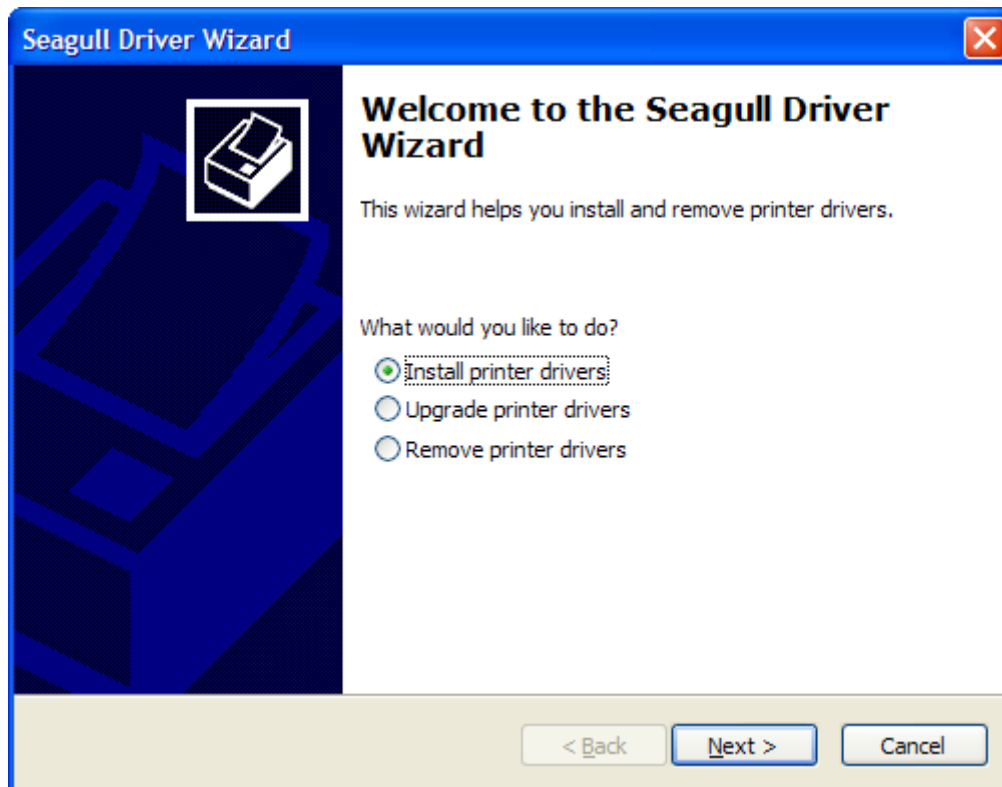 Seagull Driver Wizard
Welcome to the Seagull Driver
Wizard
This wizard helps you install and remove printer drivers.
What would you like to do?
Install printer drivers
Upgrade printer drivers
Remove printer drivers
< Back
Next >
Cancel